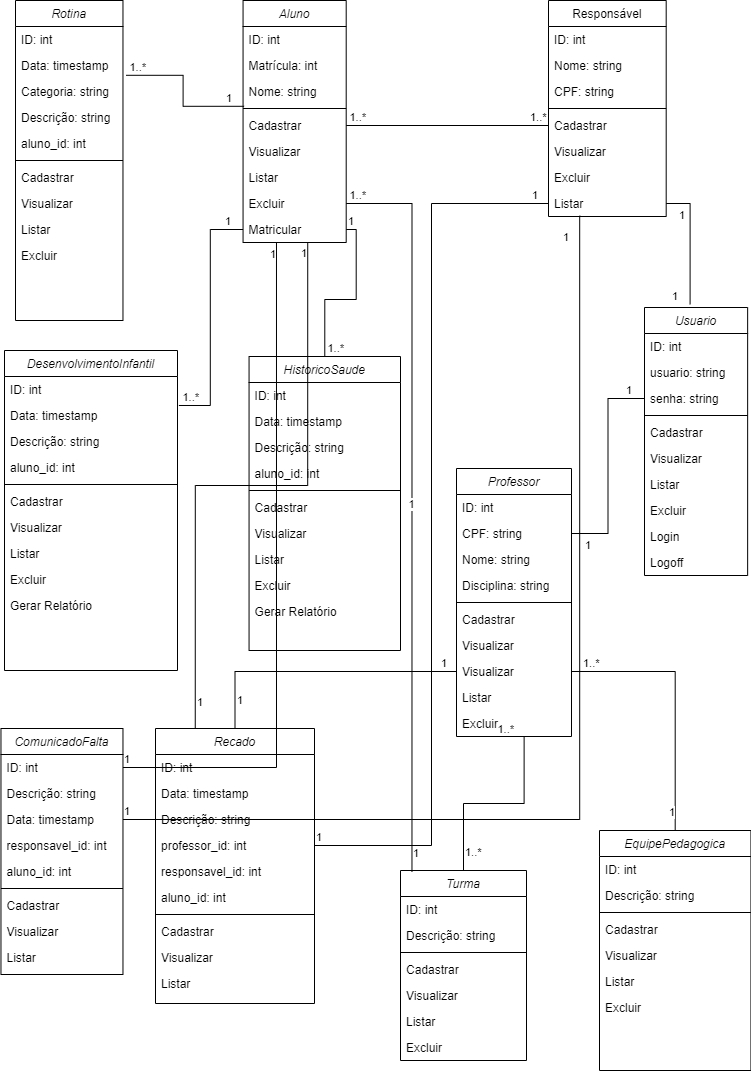 Rotina
ID: int
Data: timestamp
Categoria: string
Descrição: string
aluno_id: int
Cadastrar
Visualizar
Listar
Excluir
1..*
1
Aluno
ID: int
Matrícula: int
Nome: string
Cadastrar
Visualizar
Listar
Excluir
Matricular
1..*
1..*
1..*
1
1
1
1
Responsável
ID: int
Nome: string
CPF: string
Cadastrar
Visualizar
Excluir
Listar
1
1
1
1
Usuario
ID: int
usuario: string
senha: string
Cadastrar
Visualizar
Listar
Excluir
Login
Logoff
1
DesenvolvimentoInfantil
ID: int
Data: timestamp
Descrição: string
aluno_id: int
Cadastrar
Visualizar
Listar
Excluir
Gerar Relatório
1..*
1..*
HistoricoSaude
ID: int
Data: timestamp
Descrição: string
aluno_id: int
Cadastrar
Visualizar
Listar
Excluir
Gerar Relatório
1
Professor
ID: int
CPF: string
Nome: string
Disciplina: string
Cadastrar
Visualizar
Visualizar
Listar
Excluir
1
1
1..*
1..*
ComunicadoFalta
ID: int
Descrição: string
Data: timestamp
responsavel_id: int
aluno_id: int
Cadastrar
Visualizar
Listar
1
1
1
1
Recado
ID: int
Data: timestamp
Descrição: string
professor_id: int
responsavel_id: int
aluno_id: int
Cadastrar
Visualizar
Listar
1
1
1..*
Turma
ID: int
Descrição: string
Cadastrar
Visualizar
Listar
Excluir
1
EquipePedagogica
ID: int
Descrição: string
Cadastrar
Visualizar
Listar
Excluir